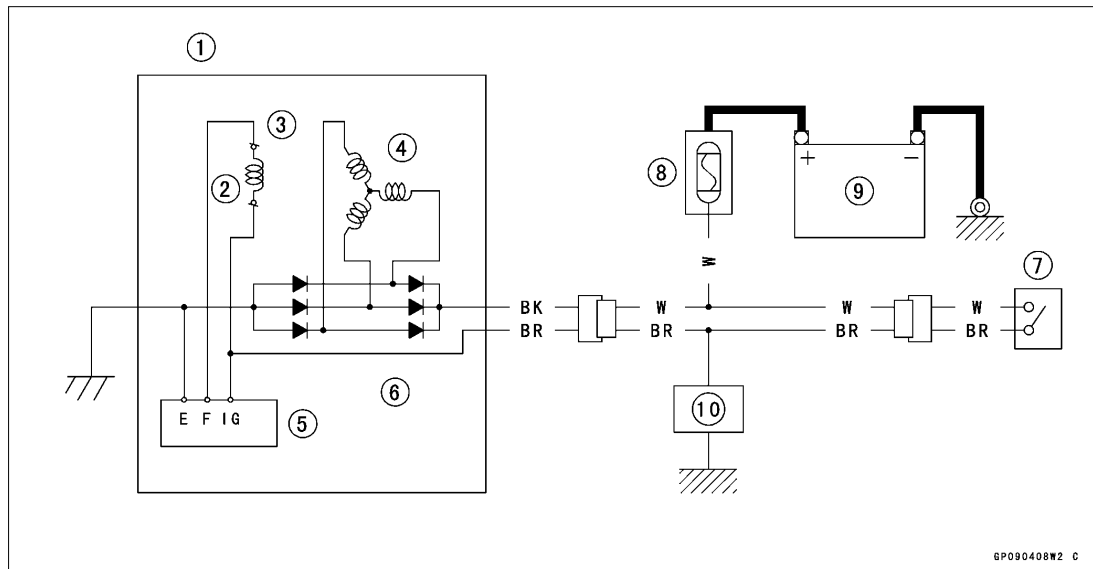 ①
③
④
②
⑧
+
−
⑨
W
⑦
BK
W
W
W
BR
BR
BR
BR
⑥
⑩
E F IG
⑤
GP090408W2 C